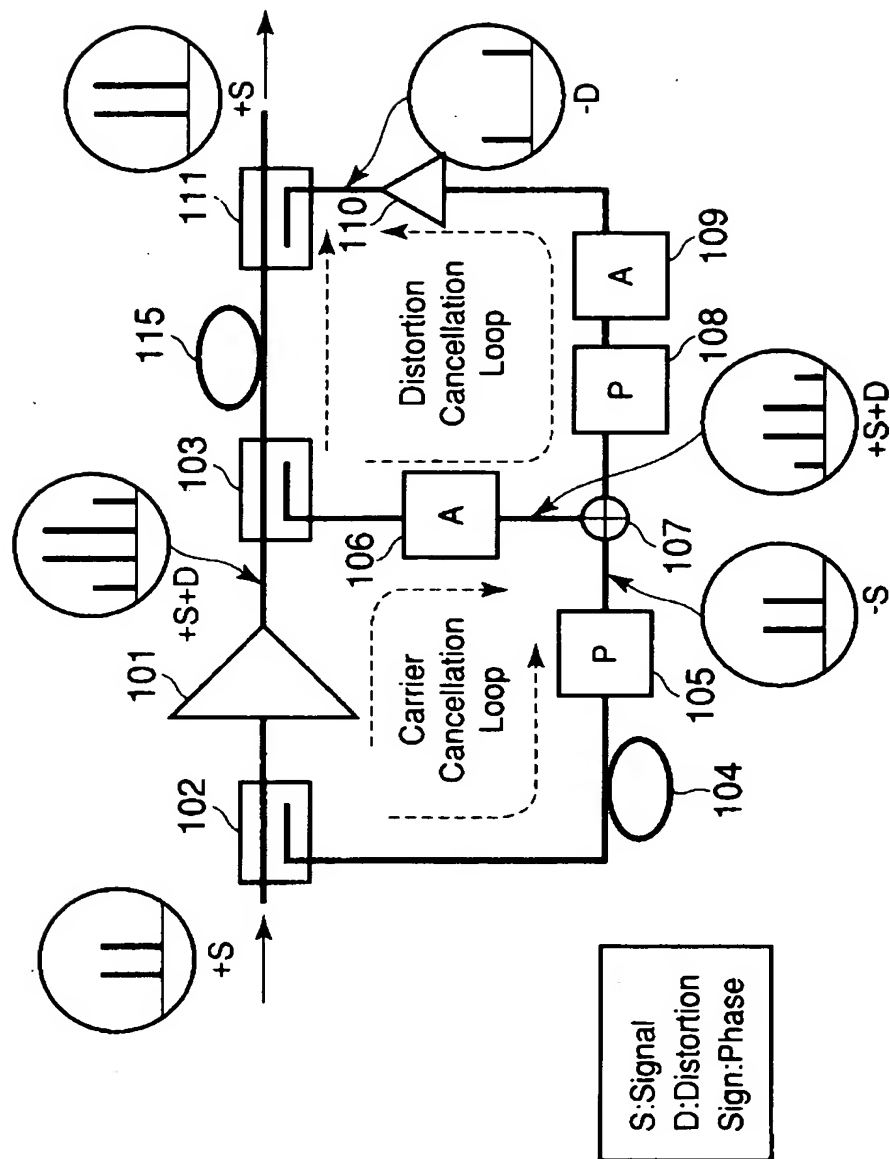 +S
102
101
+S+D
103
115
111
+S
110
-D
Carrier
Cancellation
Loop
Distortion
Cancellation
Loop
A
106
104
P
105
-S
107
+S+D
P
108
A
109
S:Signal
D:Distortion
Sign:Phase